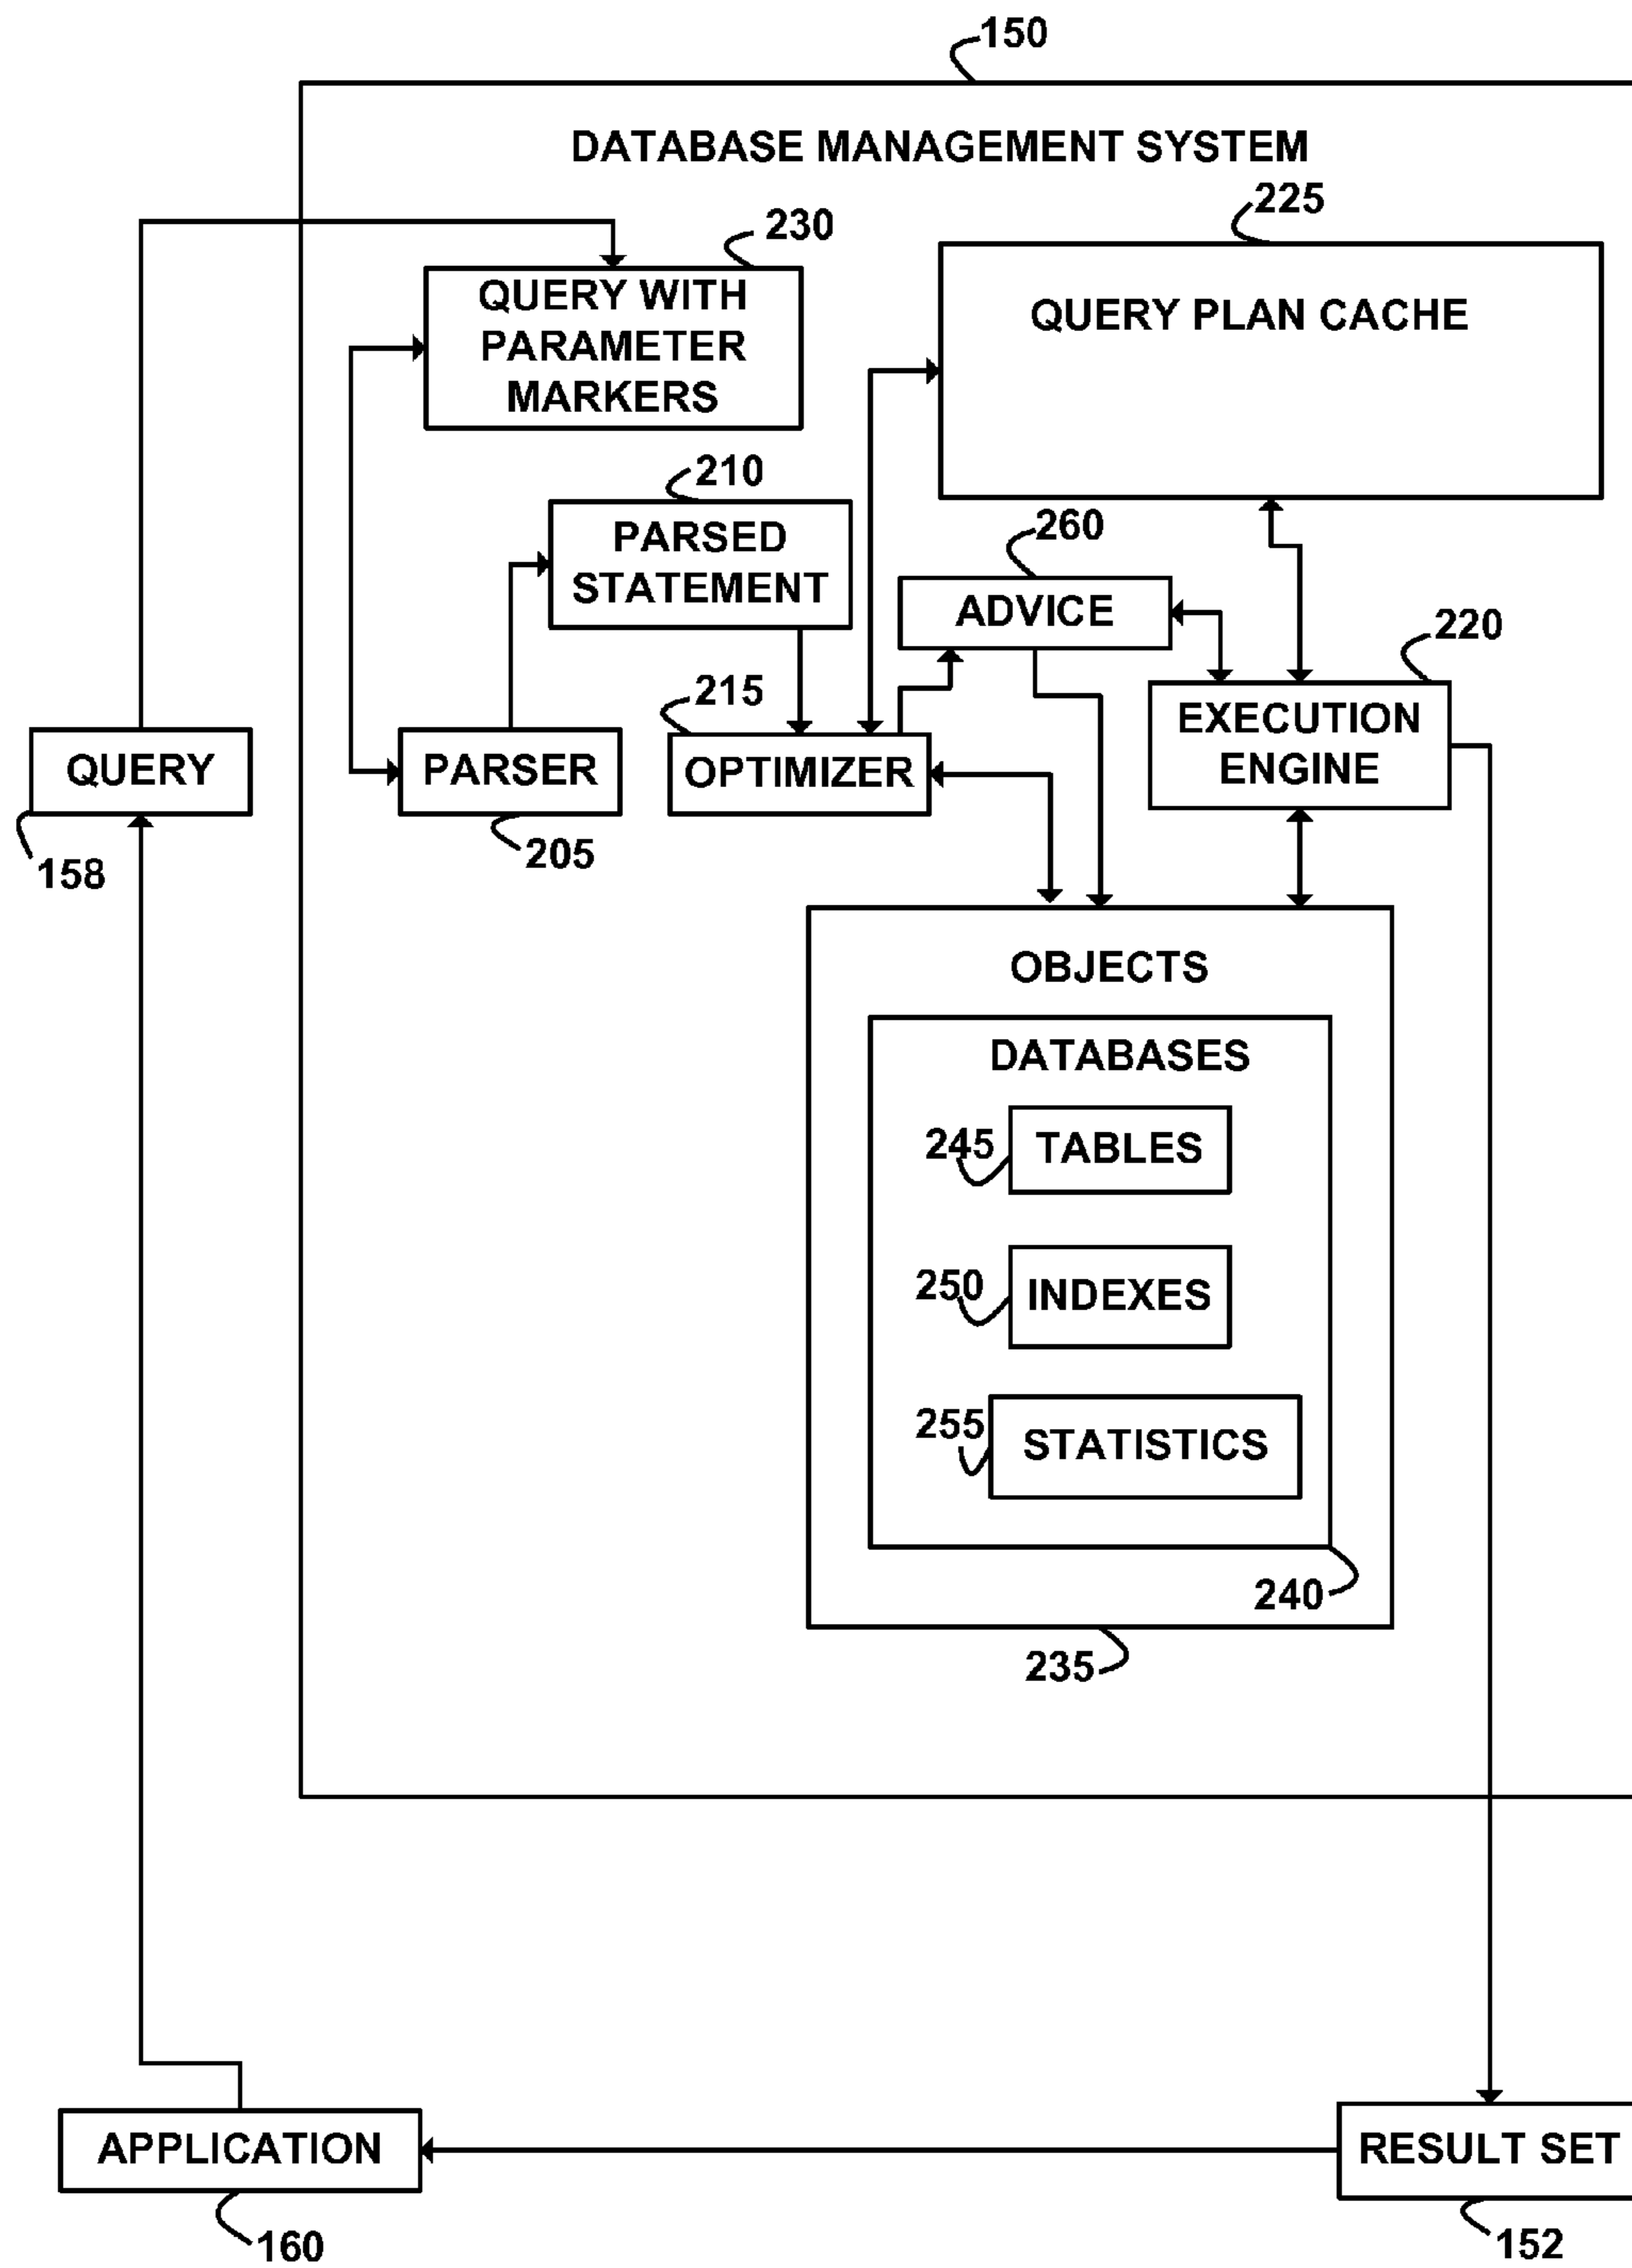 150
DATABASE MANAGEMENT SYSTEM
225
230
QUERY WITH
PARAMETER
MARKERS
QUERY PLAN CACHE
210
PARSED
STATEMENT
260
ADVICE
220
EXECUTION
ENGINE
215
OPTIMIZER
QUERY
158
PARSER
205
OBJECTS
DATABASES
245
TABLES
250
INDEXES
255
STATISTICS
240
235
APPLICATION
160
RESULT SET
152